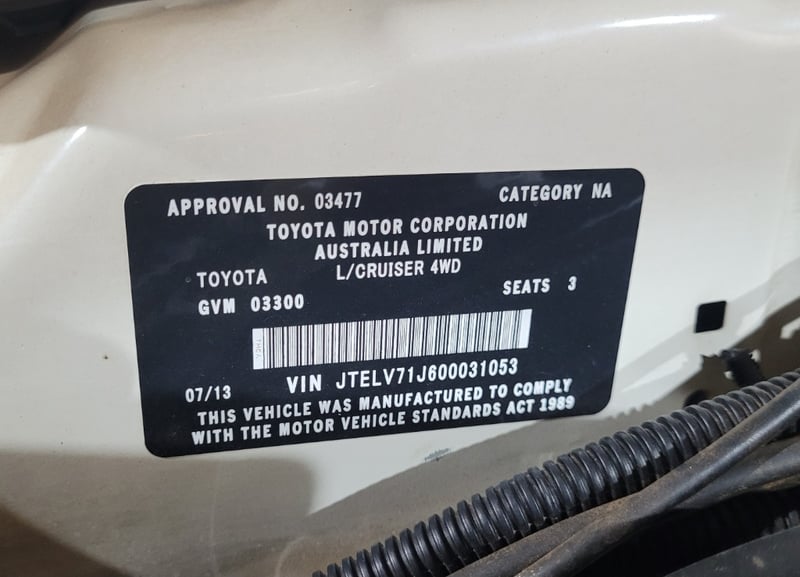 APPROVAL NO. 03477 CATEGORY NA
TOYOTA MOTOR CORPORATION
AUSTRALIA LIMITED
TOYOTA L/CRUISER 4WD
GVM 03300 SEATS 3
THCA
07/13 VIN JTELV71J600031053
THIS VEHICLE WAS MANUFACTURED TO COMPLY
WITH THE MOTOR VEHICLE STANDARDS ACT 1989